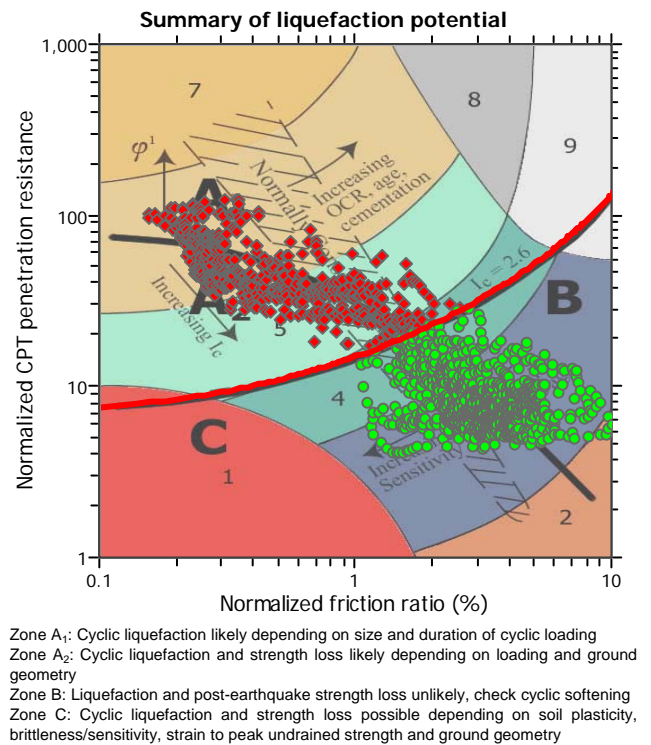 Summary of liquefaction potential
1,000
7
8
9
φ¹
Increasing
OCR, age,
cementation
Normally
A
100
Normalized CPT penetration resistance
Ic = 2.6
B
A2
Increasing Ic
5
10
4
C
1
Sensitivity
2
1
0.1
1
10
Normalized friction ratio (%)
Zone A1: Cyclic liquefaction likely depending on size and duration of cyclic loading
Zone A2: Cyclic liquefaction and strength loss likely depending on loading and ground
geometry
Zone B: Liquefaction and post-earthquake strength loss unlikely, check cyclic softening
Zone C: Cyclic liquefaction and strength loss possible depending on soil plasticity,
brittleness/sensitivity, strain to peak undrained strength and ground geometry